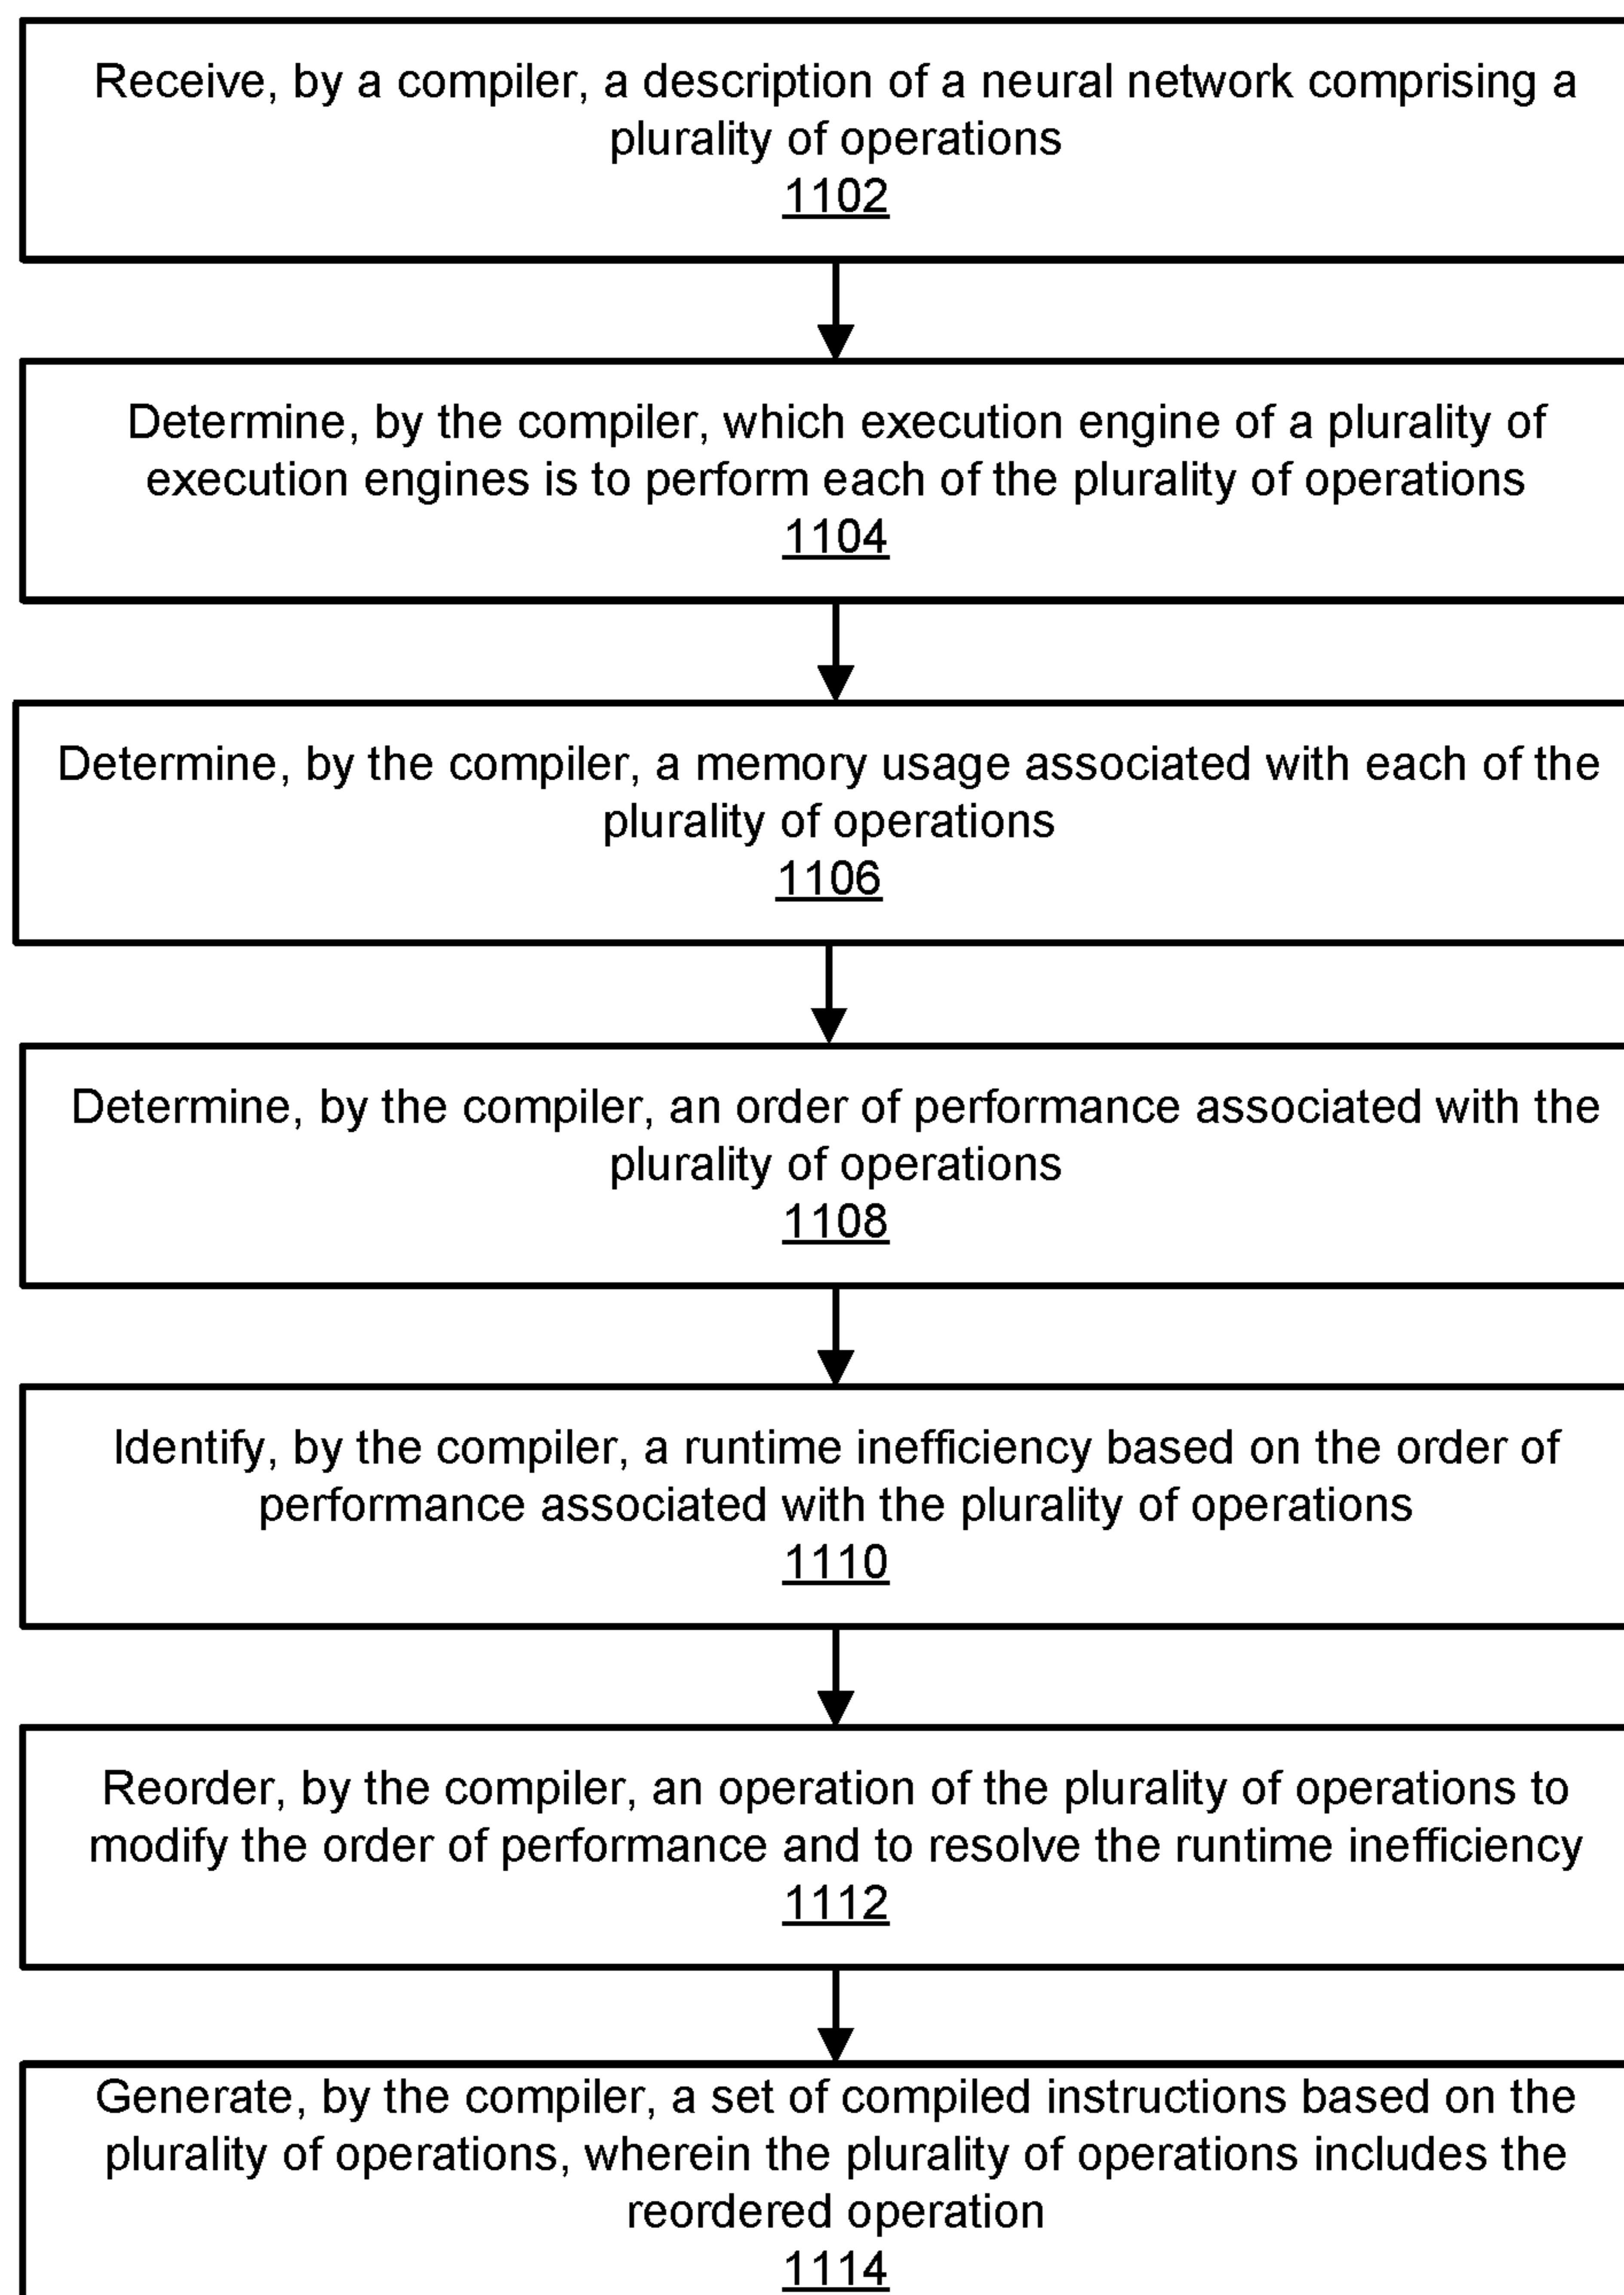 Receive, by a compiler, a description of a neural network comprising a
plurality of operations
1102
Determine, by the compiler, which execution engine of a plurality of
execution engines is to perform each of the plurality of operations
1104
Determine, by the compiler, a memory usage associated with each of the
plurality of operations
1106
Determine, by the compiler, an order of performance associated with the
plurality of operations
1108
Identify, by the compiler, a runtime inefficiency based on the order of
performance associated with the plurality of operations
1110
Reorder, by the compiler, an operation of the plurality of operations to
modify the order of performance and to resolve the runtime inefficiency
1112
Generate, by the compiler, a set of compiled instructions based on the
plurality of operations, wherein the plurality of operations includes the
reordered operation
1114